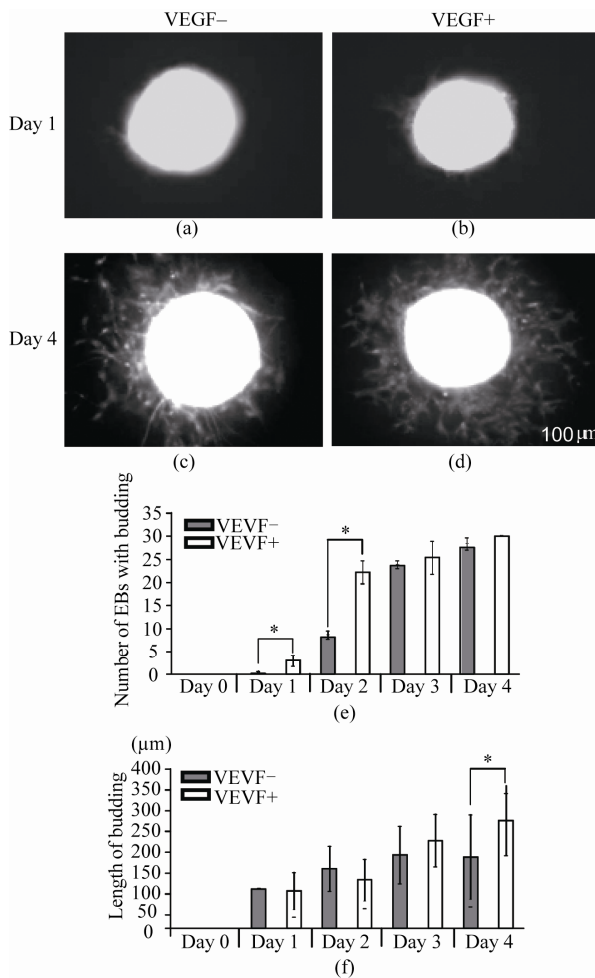 VEGF– VEGF+
Day 1
(a) (b)
Day 4
100 µm
(c) (d)
Number of EBs with budding
35
30
25
20
15
10
5
0
VEVF–
VEVF+
*
*
Day 0 Day 1 Day 2 Day 3 Day 4
(e)
(µm)
Length of budding
400
350
300
250
200
150
100
50
0
VEVF–
VEVF+
*
Day 0 Day 1 Day 2 Day 3 Day 4
(f)